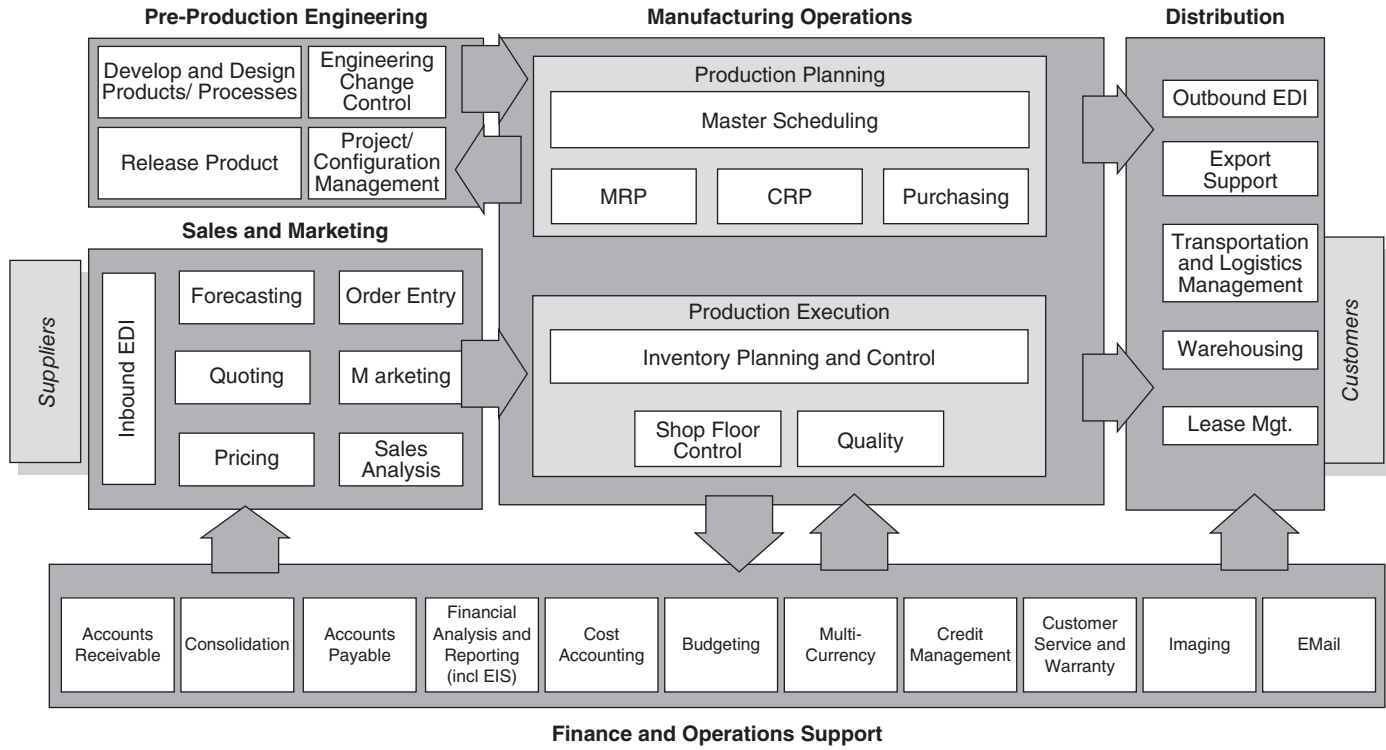 Pre-Production Engineering
Develop and Design
Products/ Processes
Engineering
Change
Control
Release Product
Project/
Configuration
Management
Sales and Marketing
Suppliers
Inbound EDI
Forecasting
Order Entry
Quoting
M arketing
Pricing
Sales
Analysis
Manufacturing Operations
Production Planning
Master Scheduling
MRP
CRP
Purchasing
Production Execution
Inventory Planning and Control
Shop Floor
Control
Quality
Distribution
Outbound EDI
Export
Support
Transportation
and Logistics
Management
Warehousing
Lease Mgt.
Customers
Accounts
Receivable
Consolidation
Accounts
Payable
Financial
Analysis and
Reporting
(incl EIS)
Cost
Accounting
Budgeting
Multi-
Currency
Credit
Management
Customer
Service and
Warranty
Imaging
EMail
Finance and Operations Support